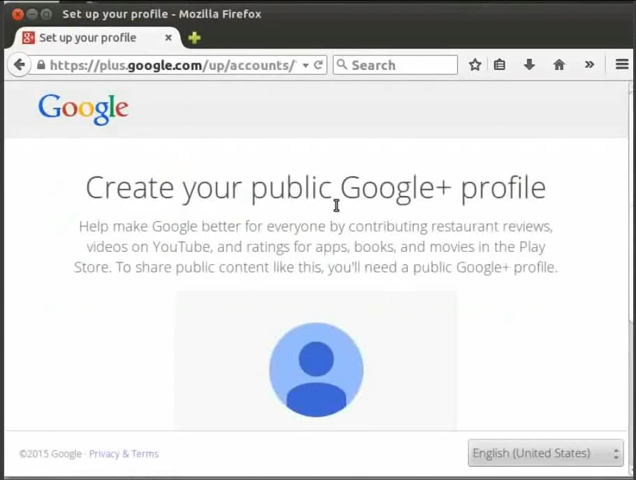 Set up your profile - Mozilla Firefox
Set up your profile
https://plus.google.com/up/accounts/
Search
Google
Create your public Google+ profile
Help make Google better for everyone by contributing restaurant reviews,
videos on YouTube, and ratings for apps, books, and movies in the Play
Store. To share public content like this, you'll need a public Google+ profile.
©2015 Google · Privacy & Terms
English (United States)